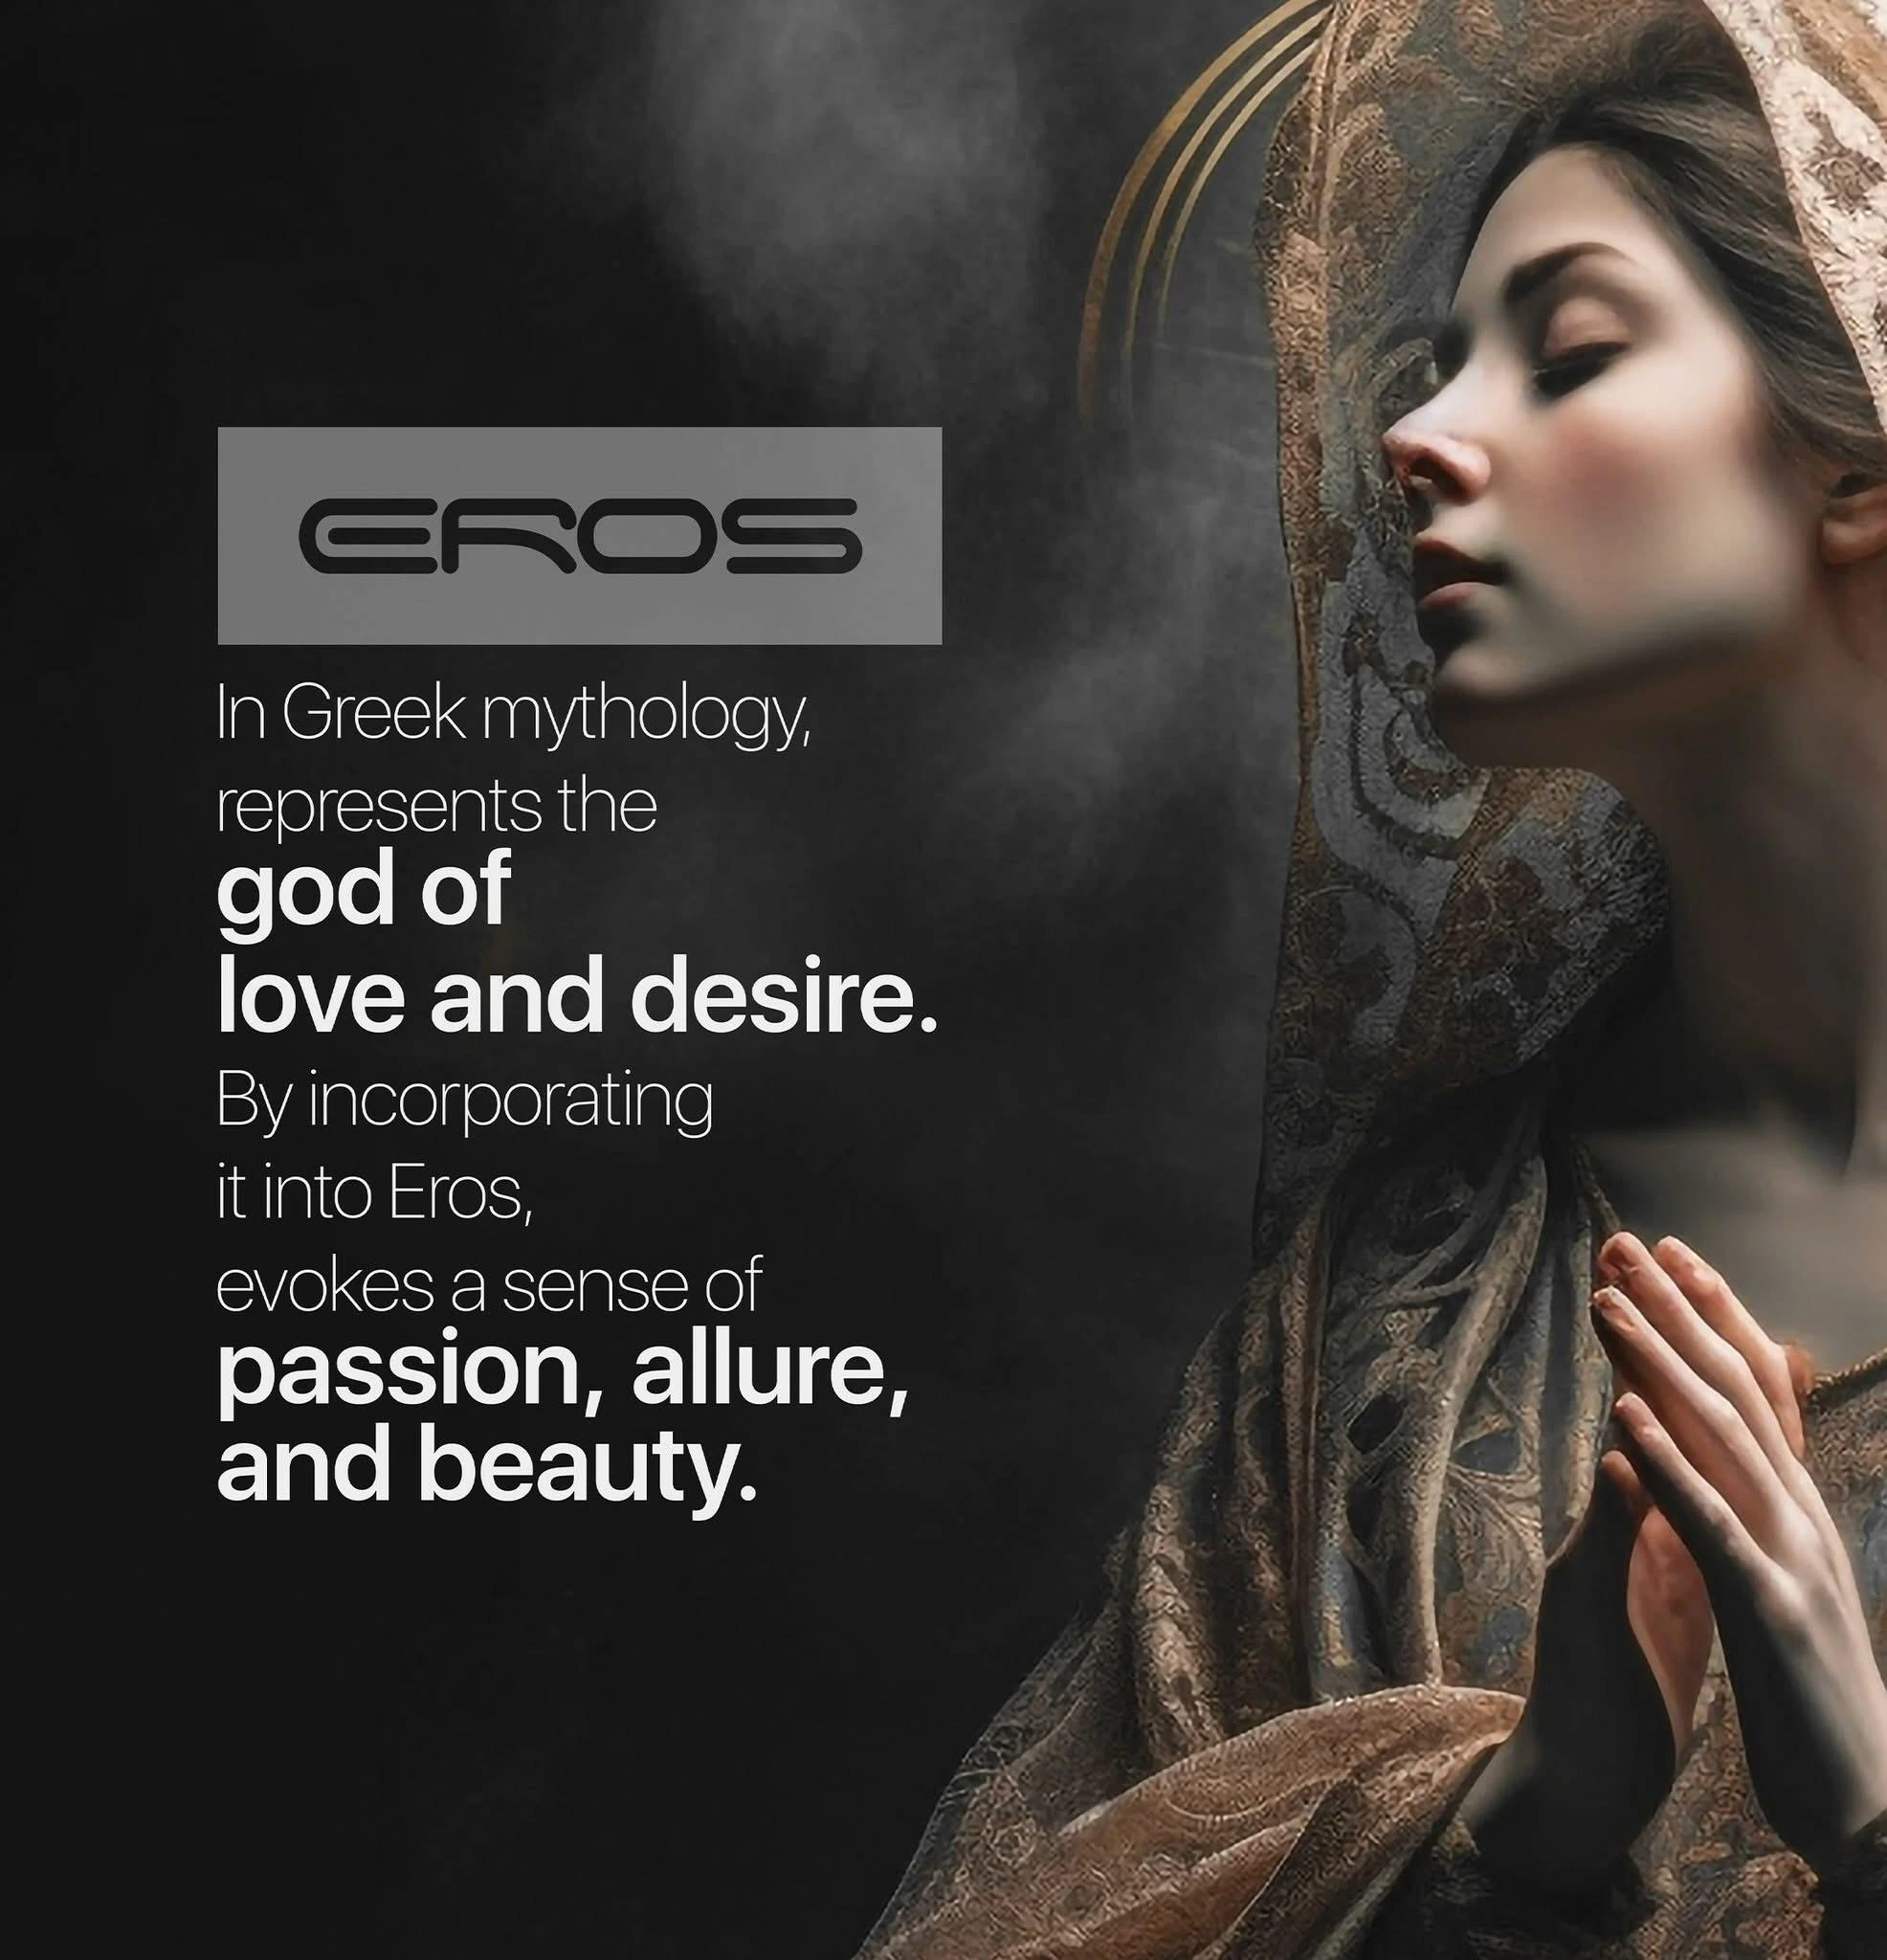 EROS
In Greek mythology,
represents the
god of
love and desire.
By incorporating
it into Eros,
evokes a sense of
passion, allure,
and beauty.